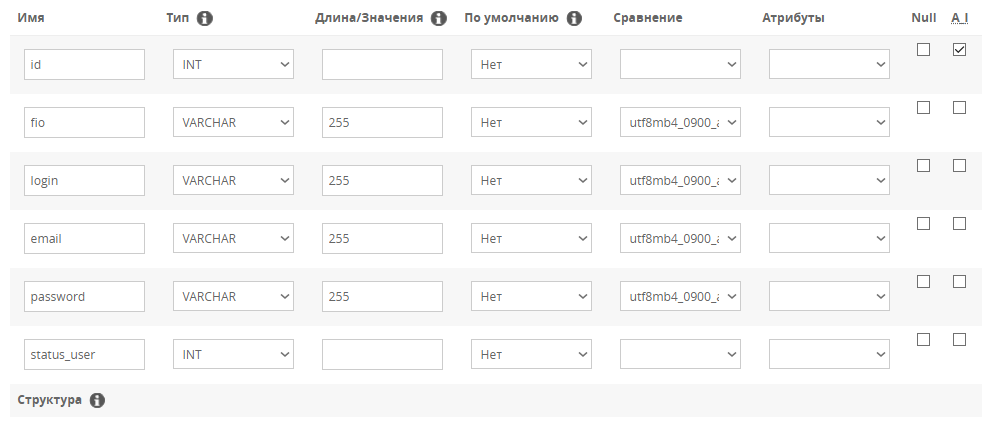 Имя Тип Длина/Значения По умолчанию Сравнение Атрибуты Null A_I
id INT Нет
fio VARCHAR 255 Нет utf8mb4_0900_a
login VARCHAR 255 Нет utf8mb4_0900_a
email VARCHAR 255 Нет utf8mb4_0900_a
password VARCHAR 255 Нет utf8mb4_0900_a
status_user INT Нет
Структура